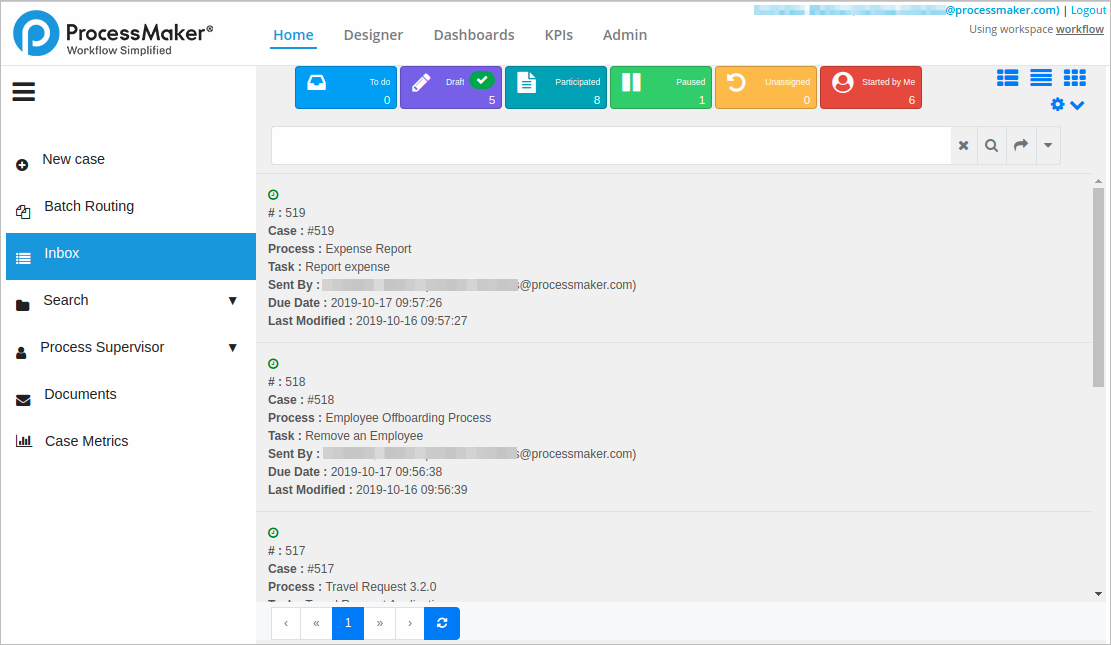 @processmaker.com) | Logout
Using workspace workflow
ProcessMaker®
Workflow Simplified
Home Designer Dashboards KPIs Admin
To do 0
Draft 5
Participated 8
Paused 1
Unassigned 0
Started by Me 6
New case
Batch Routing
Inbox
Search ▼
Process Supervisor ▼
Documents
Case Metrics
# : 519
Case : #519
Process : Expense Report
Task : Report expense
Sent By : s@processmaker.com)
Due Date : 2019-10-17 09:57:26
Last Modified : 2019-10-16 09:57:27
# : 518
Case : #518
Process : Employee Offboarding Process
Task : Remove an Employee
Sent By : s@processmaker.com)
Due Date : 2019-10-17 09:56:38
Last Modified : 2019-10-16 09:56:39
# : 517
Case : #517
Process : Travel Request 3.2.0
‹ « 1 » ›